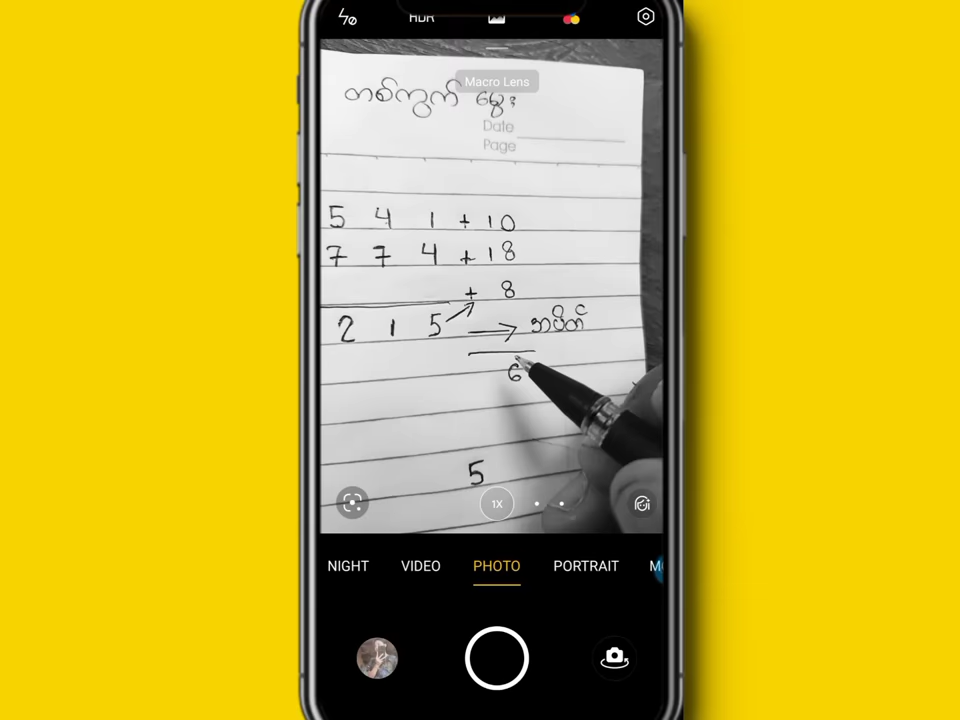 HDR
Macro Lens
တစ်ကွက် မွေး
Date
Page
5 4 1 + 10
7 7 4 + 18
+ 8
2 1 5 အပိတ်
6
5
1X
NIGHT VIDEO PHOTO PORTRAIT